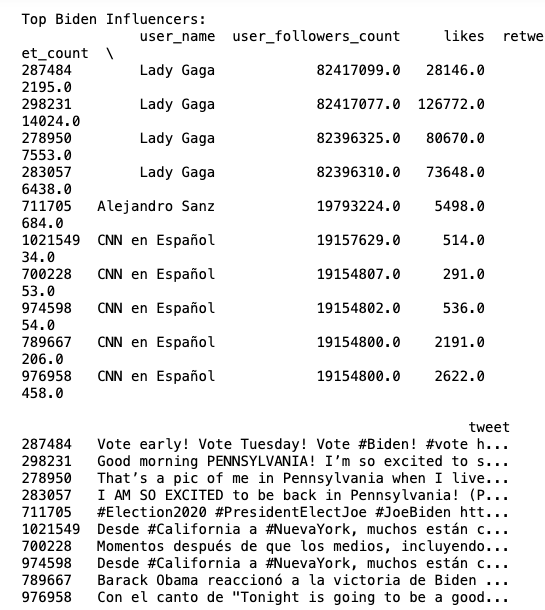 Top Biden Influencers:
user_name user_followers_count likes retwe
et_count \
287484 Lady Gaga 82417099.0 28146.0
2195.0
298231 Lady Gaga 82417077.0 126772.0
14024.0
278950 Lady Gaga 82396325.0 80670.0
7553.0
283057 Lady Gaga 82396310.0 73648.0
6438.0
711705 Alejandro Sanz 19793224.0 5498.0
684.0
1021549 CNN en Español 19157629.0 514.0
34.0
700228 CNN en Español 19154807.0 291.0
53.0
974598 CNN en Español 19154802.0 536.0
54.0
789667 CNN en Español 19154800.0 2191.0
206.0
976958 CNN en Español 19154800.0 2622.0
458.0
tweet
287484 Vote early! Vote Tuesday! Vote #Biden! #vote h...
298231 Good morning PENNSYLVANIA! I’m so excited to s...
278950 That’s a pic of me in Pennsylvania when I live...
283057 I AM SO EXCITED to be back in Pennsylvania! (P...
711705 #Election2020 #PresidentElectJoe #JoeBiden htt...
1021549 Desde #California a #NuevaYork, muchos están c...
700228 Momentos después de que los medios, incluyendo...
974598 Desde #California a #NuevaYork, muchos están c...
789667 Barack Obama reaccionó a la victoria de Biden ...
976958 Con el canto de "Tonight is going to be a good...